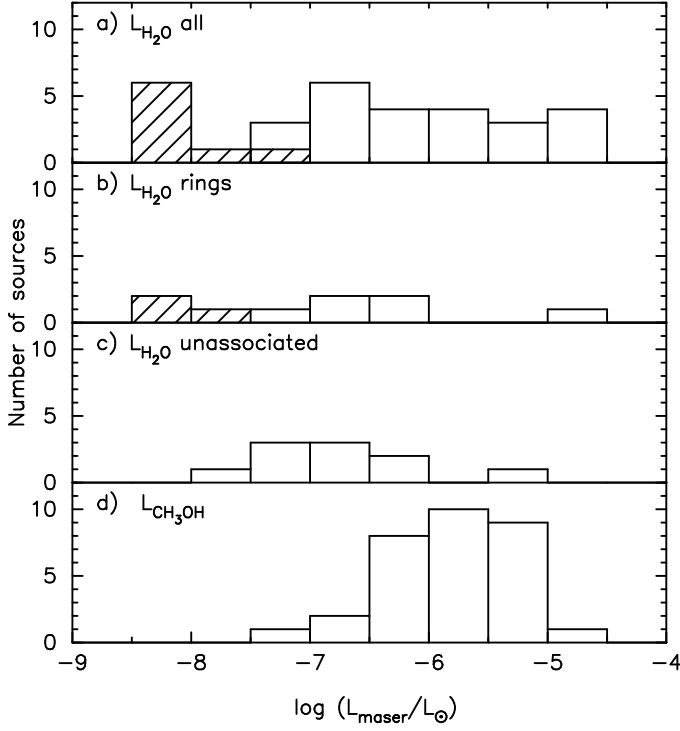 10
5
0
a) L_H₂O all
10
5
0
b) L_H₂O rings
10
5
0
c) L_H₂O unassociated
10
5
0
d) L_CH₃OH
−9 −8 −7 −6 −5 −4
log (L_maser/L_⊙)
Number of sources